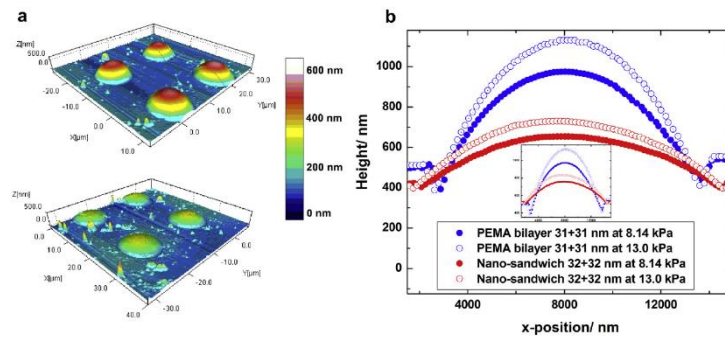 a
Z[nm]
500.0
0.0
-20.0
-10.0
0.0
X[µm]
10.0
20.0
10.0
Y[µm]
0.0
-10.0
600 nm
400 nm
200 nm
0 nm
Z[nm]
500.0
0.0
10.0
20.0
X[µm]
30.0
40.0
-10.0
Y[µm]
-20.0
-30.0
b
Height/ nm
1000
800
600
400
200
0
4000
8000
12000
x-position/ nm
PEMA bilayer 31+31 nm at 8.14 kPa
PEMA bilayer 31+31 nm at 13.0 kPa
Nano-sandwich 32+32 nm at 8.14 kPa
Nano-sandwich 32+32 nm at 13.0 kPa